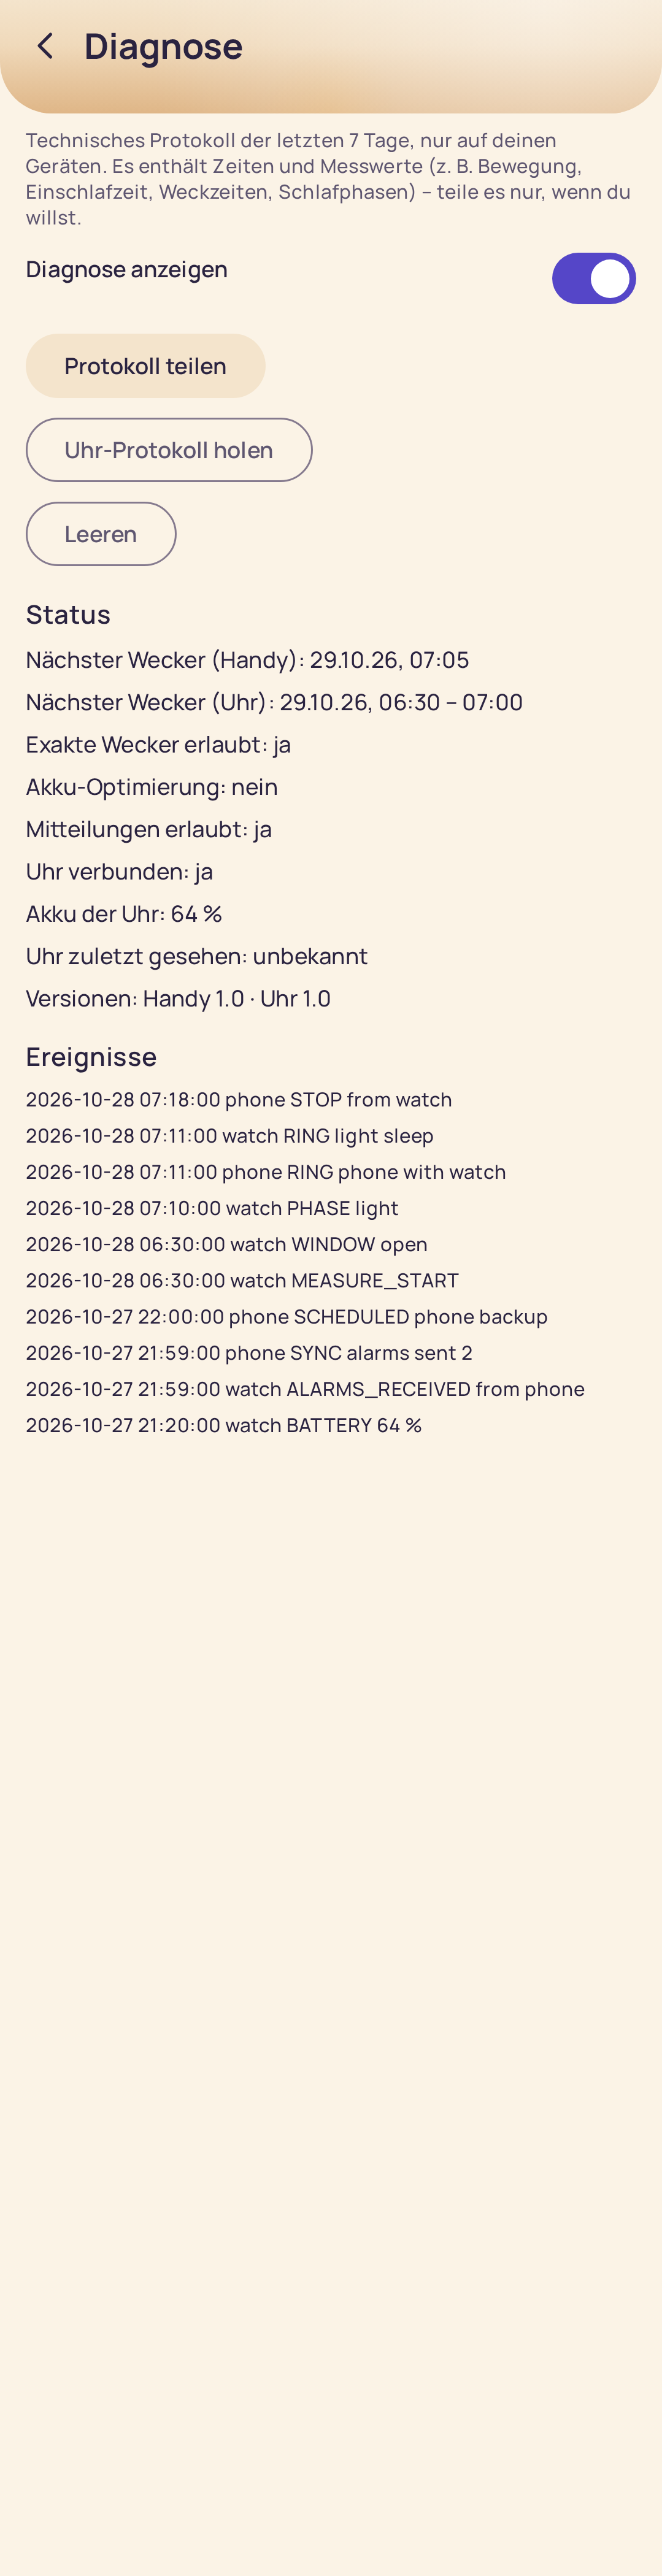 Diagnose
Technisches Protokoll der letzten 7 Tage, nur auf deinen
Geräten. Es enthält Zeiten und Messwerte (z. B. Bewegung,
Einschlafzeit, Weckzeiten, Schlafphasen) – teile es nur, wenn du
willst.
Diagnose anzeigen
Protokoll teilen
Uhr-Protokoll holen
Leeren
Status
Nächster Wecker (Handy): 29.10.26, 07:05
Nächster Wecker (Uhr): 29.10.26, 06:30 – 07:00
Exakte Wecker erlaubt: ja
Akku-Optimierung: nein
Mitteilungen erlaubt: ja
Uhr verbunden: ja
Akku der Uhr: 64 %
Uhr zuletzt gesehen: unbekannt
Versionen: Handy 1.0 · Uhr 1.0
Ereignisse
2026-10-28 07:18:00 phone STOP from watch
2026-10-28 07:11:00 watch RING light sleep
2026-10-28 07:11:00 phone RING phone with watch
2026-10-28 07:10:00 watch PHASE light
2026-10-28 06:30:00 watch WINDOW open
2026-10-28 06:30:00 watch MEASURE_START
2026-10-27 22:00:00 phone SCHEDULED phone backup
2026-10-27 21:59:00 phone SYNC alarms sent 2
2026-10-27 21:59:00 watch ALARMS_RECEIVED from phone
2026-10-27 21:20:00 watch BATTERY 64 %